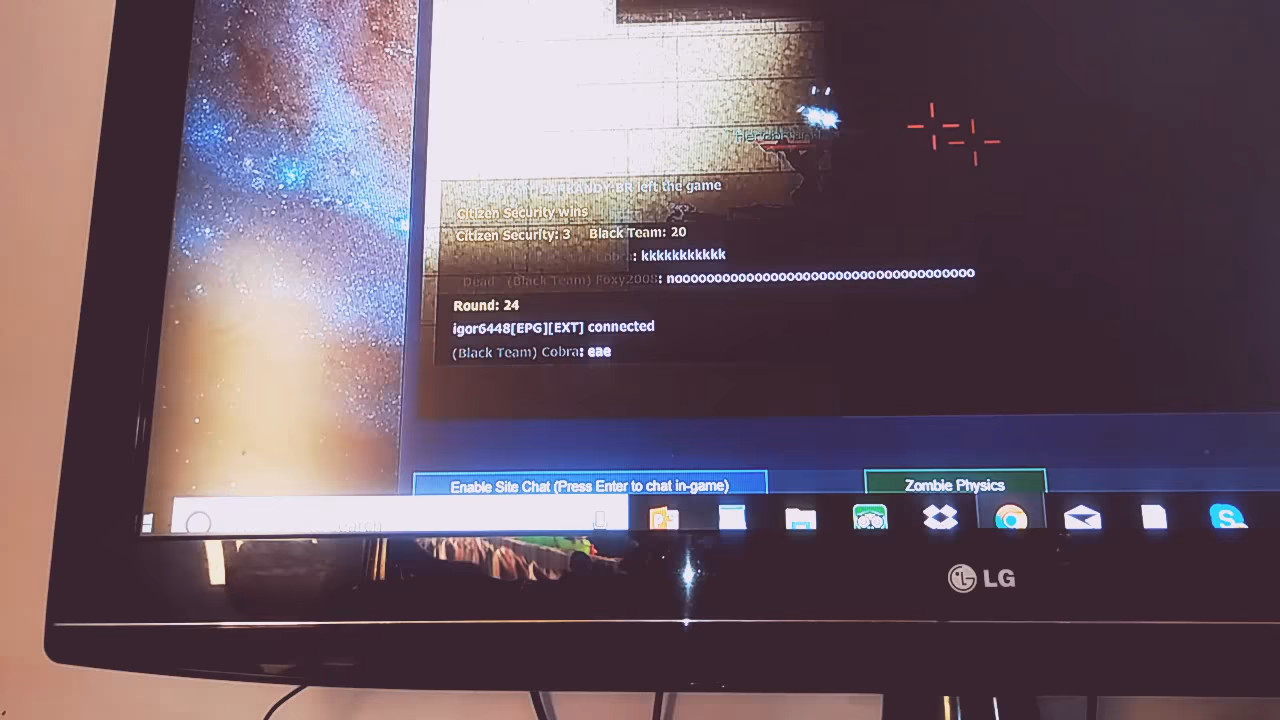 left the game
Citizen Security wins
Citizen Security: 3 Black Team: 20
: kkkkkkkkkkk
Dead (Black Team) Foxy2008: nooooooooooooooooooooooooooooooooooooo
Round: 24
igor6448[EPG][EXT] connected
(Black Team) Cobra: eae
Enable Site Chat (Press Enter to chat in-game)
Zombie Physics
LG